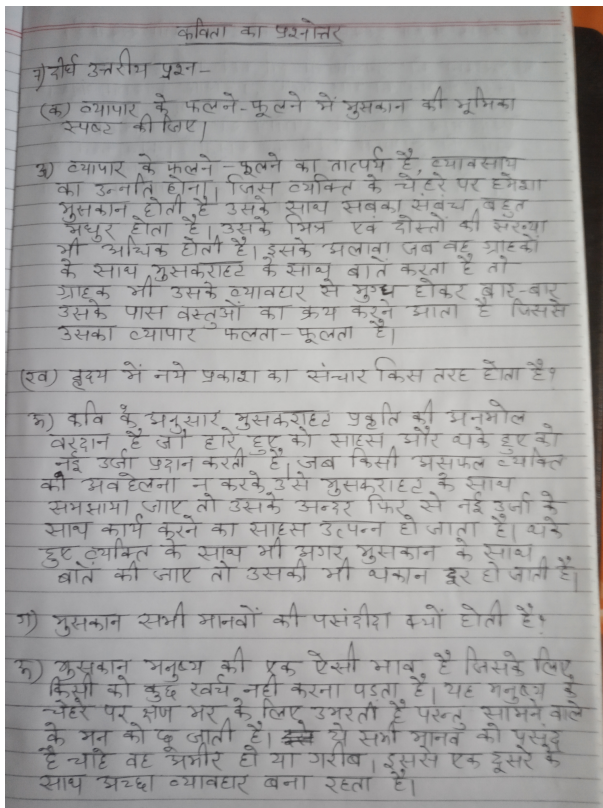 कविता का प्रश्नोत्तर
१) दीर्घ उत्तरीय प्रश्न-
(क) व्यापार के फलने-फूलने में मुसकान की भूमिका
स्पष्ट कीजिए।
उ) व्यापार के फलने-फूलने का तात्पर्य है, व्यावसाय
का उन्नति होना। जिस व्यक्ति के चेहरे पर हमेशा
मुसकान होती है उसके साथ सबका संबंध बहुत
मधुर होता है। उसके मित्र एवं दोस्तों की संख्या
भी अधिक होती है। इसके अलावा जब वह ग्राहकों
के साथ मुसकराहट के साथ बातें करता है तो
ग्राहक भी उसके व्यावहार से मुग्ध होकर बार-बार
उसके पास वस्तुओं का क्रय करने आता है जिससे
उसका व्यापार फलता-फूलता है।
(ख) हृदय में नये प्रकाश का संचार किस तरह होता है?
उ) कवि के अनुसार मुसकराहट प्रकृति की अनमोल
वरदान है जो हारे हुए को साहस और थके हुए को
नई उर्जा प्रदान करती है, जब किसी असफल व्यक्ति
की अवहेलना न करके उसे मुसकराहट के साथ
समझाया जाए तो उसके अन्दर फिर से नई उर्जा के
साथ कार्य करने का साहस उत्पन्न हो जाता है। थके
हुए व्यक्ति के साथ भी अगर मुसकान के साथ
बातें की जाए तो उसकी भी थकान दूर हो जाती है।
ग) मुसकान सभी मानवों की पसंदीदा क्यों होती है?
उ) मुसकान मनुष्य की एक ऐसी भाव है जिसके लिए
किसी को कुछ खर्च नही करना पडता है। यह मनुष्य के
चेहरे पर क्षण भर के लिए उभरती है परन्तु सामने वाले
के मन को छू जाती है। ये सभी मानव को पसंद
है चाहे वह अमीर हो या गरीब। इससे एक दूसरे के
साथ अच्छा व्यावहार बना रहता है।